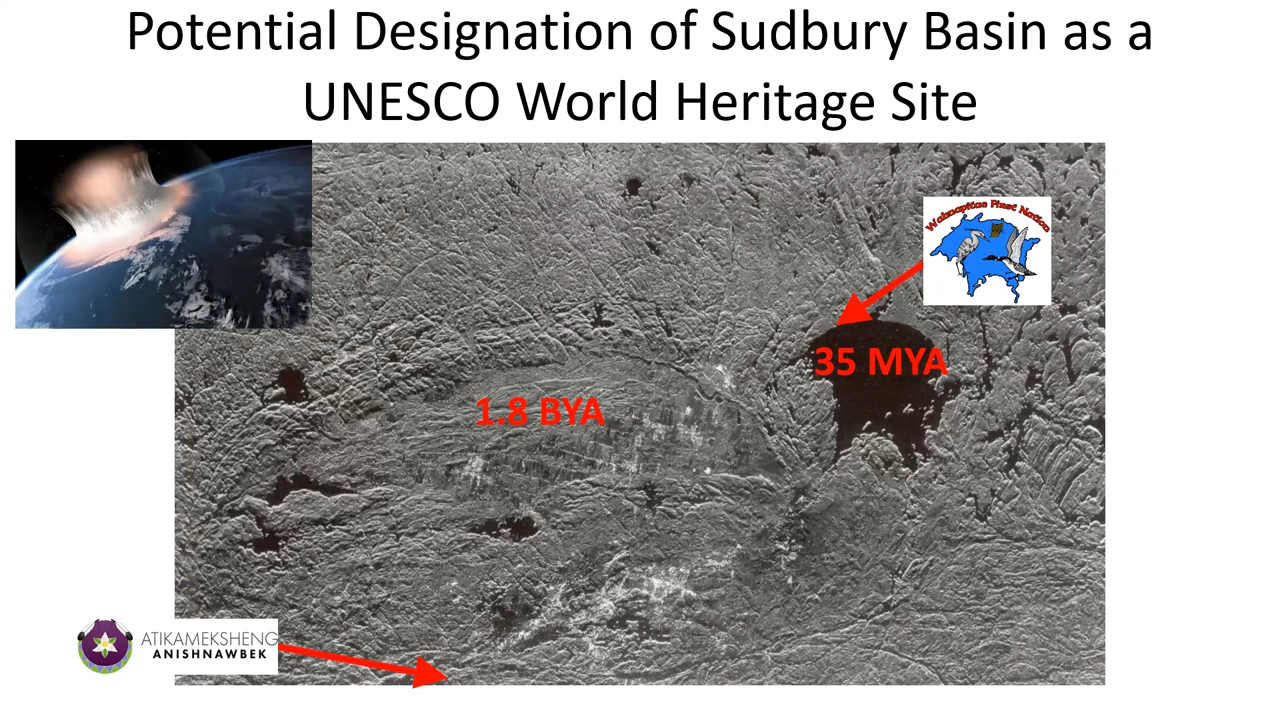 Potential Designation of Sudbury Basin as a
UNESCO World Heritage Site
Wahnapitae First Nation
35 MYA
1.8 BYA
ATIKAMEKSHENG
ANISHNAWBEK